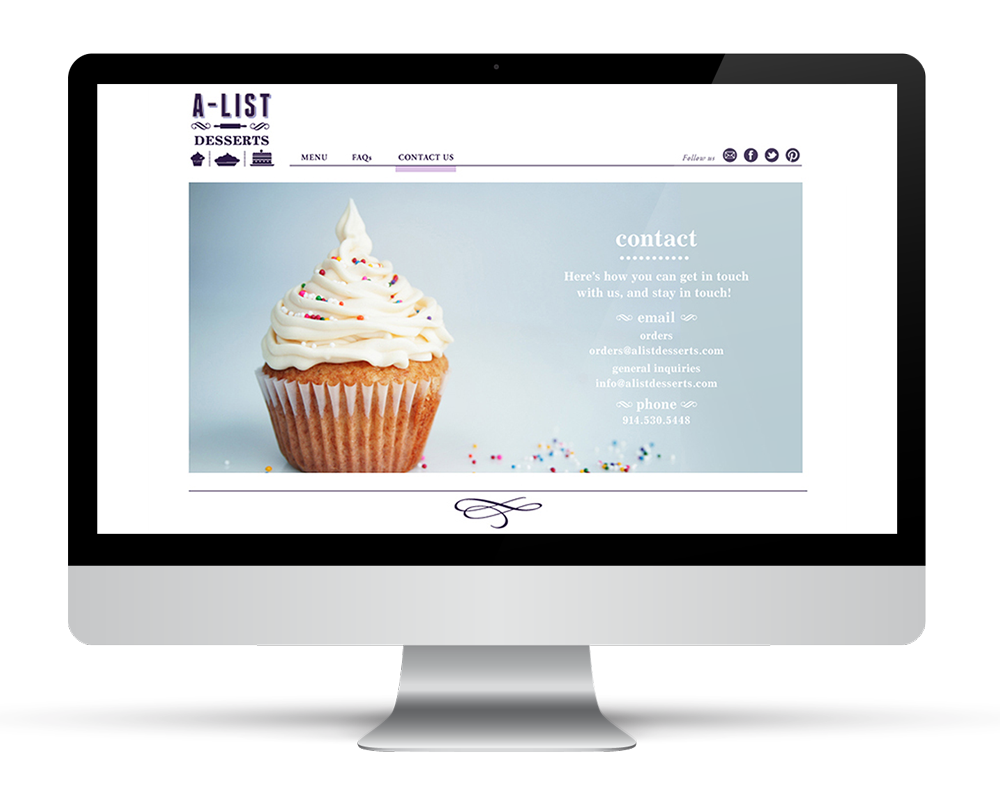 A-LIST
DESSERTS
MENU FAQs CONTACT US
Follow us
contact
Here's how you can get in touch
with us, and stay in touch!
email
orders
orders@alistdesserts.com
general inquiries
info@alistdesserts.com
phone
914.530.5448